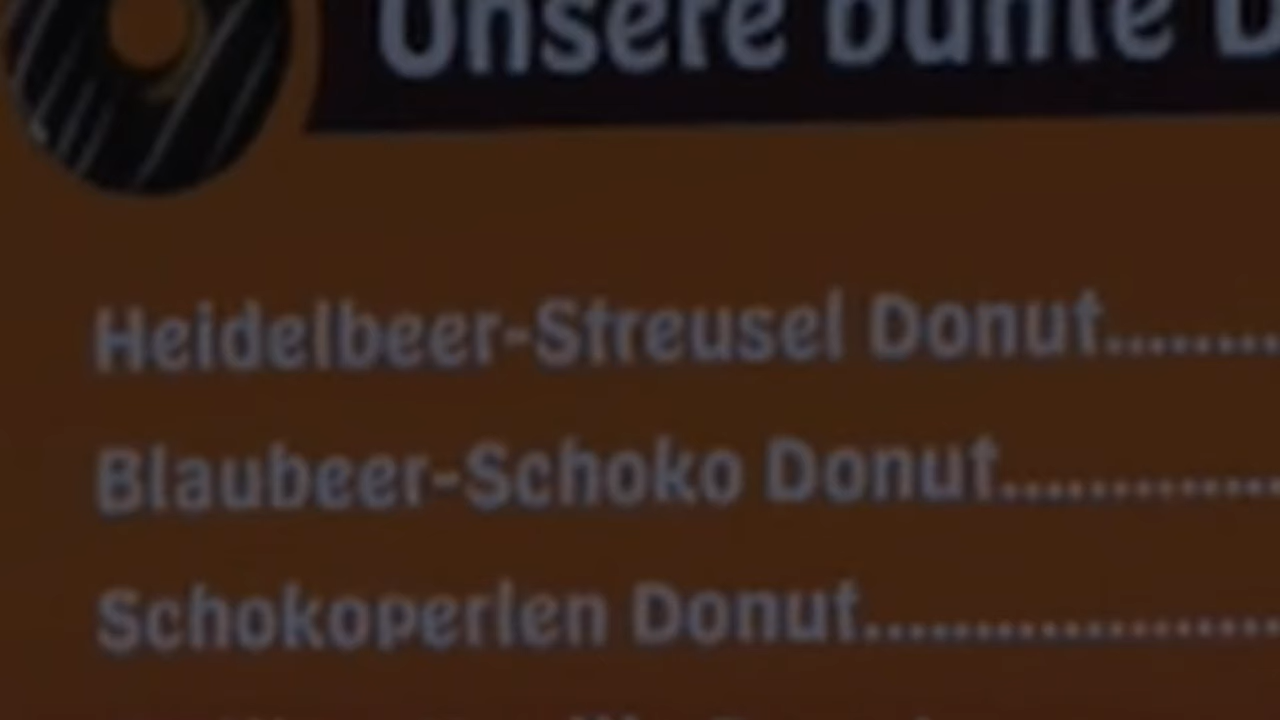 Unsere bunte
Heidelbeer-Streusel Donut........
Blaubeer-Schoko Donut.............
Schokoperlen Donut...................